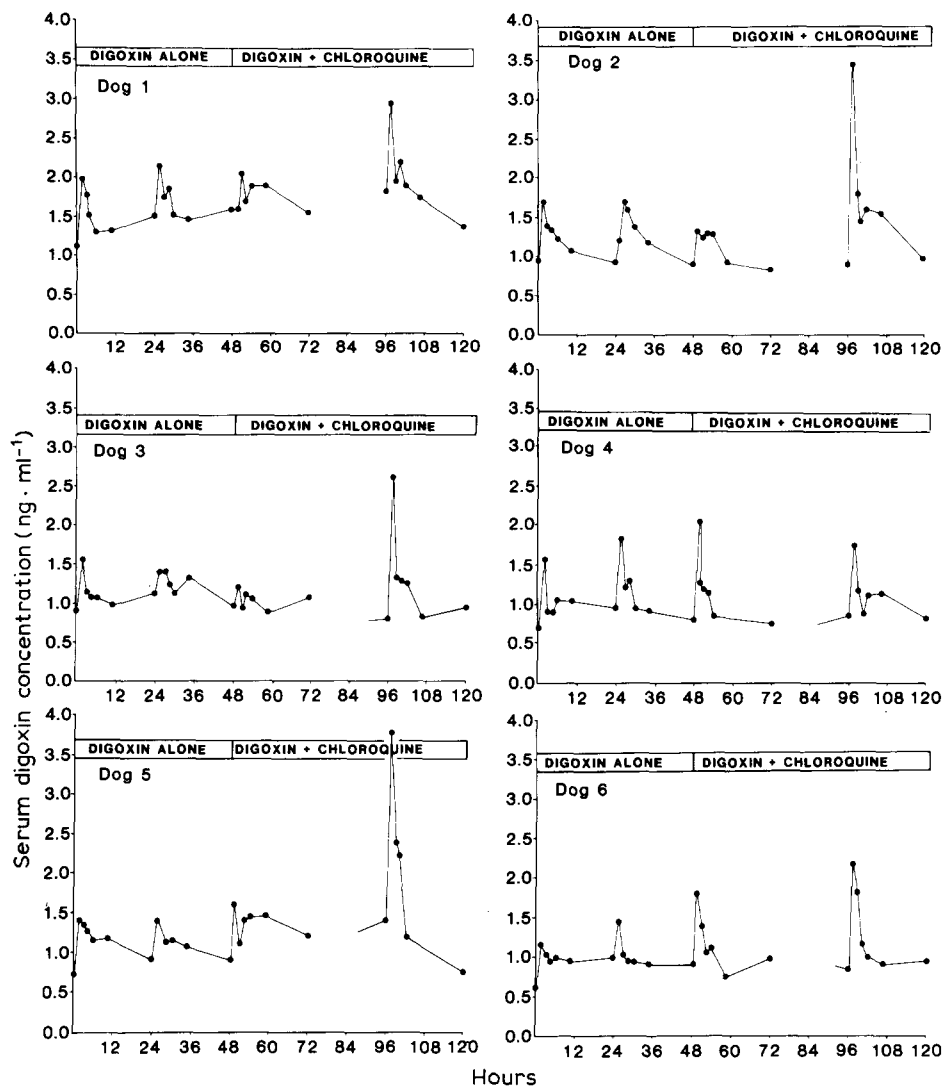 4.0
3.5
3.0
2.5
2.0
1.5
1.0
0.5
0.0
DIGOXIN ALONE
DIGOXIN + CHLOROQUINE
Dog 1
12 24 36 48 60 72 84 96 108 120
4.0
3.5
3.0
2.5
2.0
1.5
1.0
0.5
0.0
DIGOXIN ALONE
DIGOXIN + CHLOROQUINE
Dog 2
12 24 36 48 60 72 84 96 108 120
4.0
3.5
3.0
2.5
2.0
1.5
1.0
0.5
0.0
DIGOXIN ALONE
DIGOXIN + CHLOROQUINE
Dog 3
12 24 36 48 60 72 84 96 108 120
4.0
3.5
3.0
2.5
2.0
1.5
1.0
0.5
0.0
DIGOXIN ALONE
DIGOXIN + CHLOROQUINE
Dog 4
12 24 36 48 60 72 84 96 108 120
4.0
3.5
3.0
2.5
2.0
1.5
1.0
0.5
0.0
DIGOXIN ALONE
DIGOXIN + CHLOROQUINE
Dog 5
12 24 36 48 60 72 84 96 108 120
4.0
3.5
3.0
2.5
2.0
1.5
1.0
0.5
0.0
DIGOXIN ALONE
DIGOXIN + CHLOROQUINE
Dog 6
12 24 36 48 60 72 84 96 108 120
Serum digoxin concentration (ng · ml⁻¹)
Hours